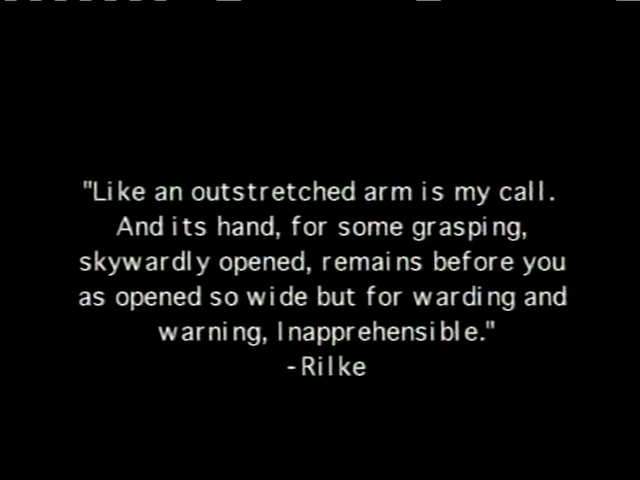 "Like an outstretched arm is my call.
And its hand, for some grasping,
skywardly opened, remains before you
as opened so wide but for warding and
warning, Inapprehensible."
-Rilke